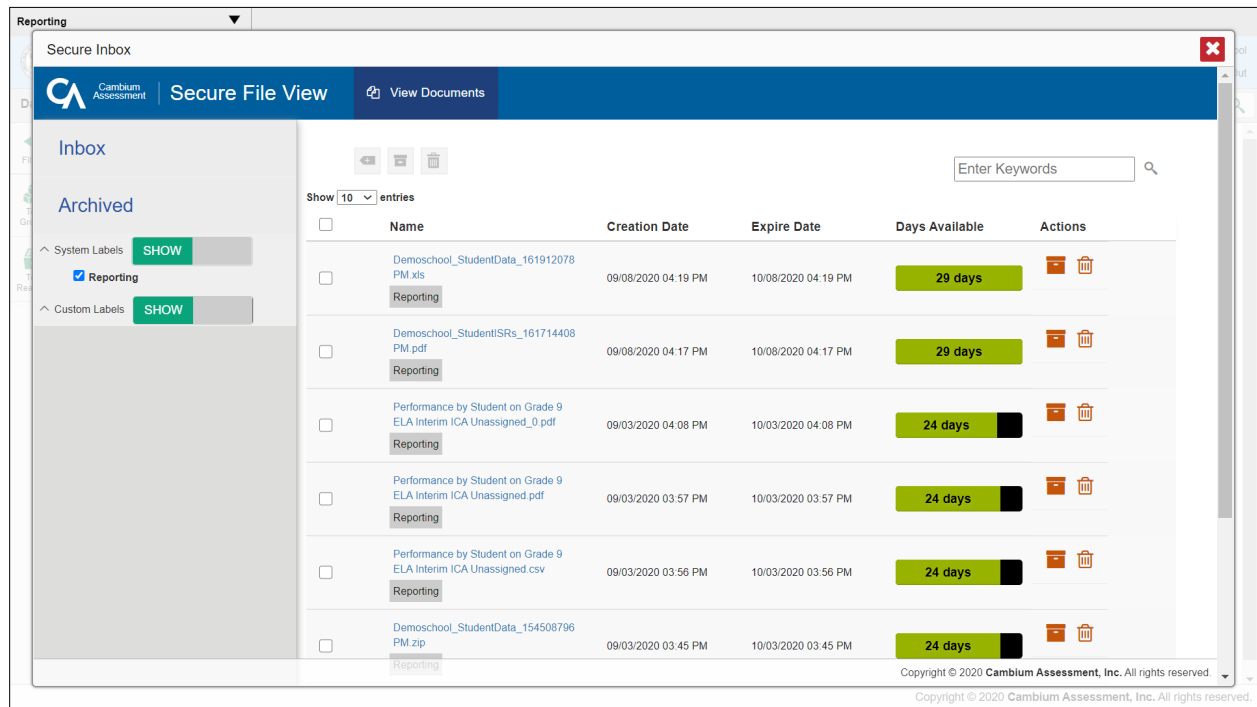 Reporting
Secure Inbox
Cambium
Assessment
Secure File View
View Documents
Inbox
Archived
System Labels
SHOW
Reporting
Custom Labels
SHOW
Enter Keywords
Show 10 entries
Name Creation Date Expire Date Days Available Actions
Demoschool_StudentData_161912078
PM.xls
Reporting
09/08/2020 04:19 PM 10/08/2020 04:19 PM 29 days
Demoschool_StudentISRs_161714408
PM.pdf
Reporting
09/08/2020 04:17 PM 10/08/2020 04:17 PM 29 days
Performance by Student on Grade 9
ELA Interim ICA Unassigned_0.pdf
Reporting
09/03/2020 04:08 PM 10/03/2020 04:08 PM 24 days
Performance by Student on Grade 9
ELA Interim ICA Unassigned.pdf
Reporting
09/03/2020 03:57 PM 10/03/2020 03:57 PM 24 days
Performance by Student on Grade 9
ELA Interim ICA Unassigned.csv
Reporting
09/03/2020 03:56 PM 10/03/2020 03:56 PM 24 days
Demoschool_StudentData_154508796
PM.zip
Reporting
09/03/2020 03:45 PM 10/03/2020 03:45 PM 24 days
Copyright © 2020 Cambium Assessment, Inc. All rights reserved.
Copyright © 2020 Cambium Assessment, Inc. All rights reserved.